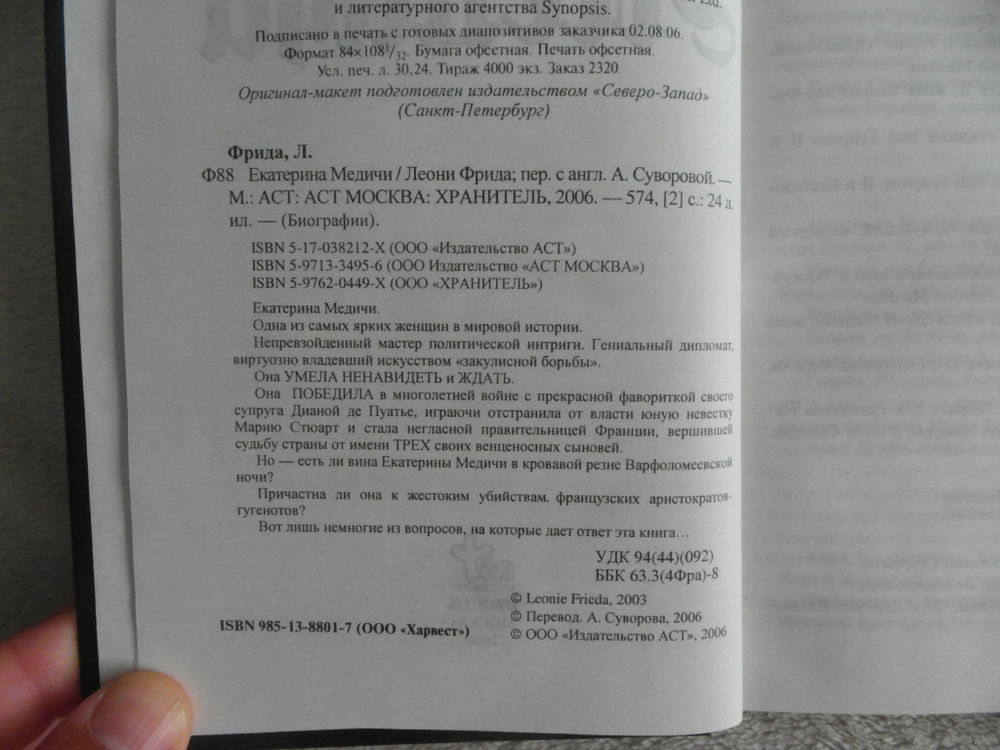 и литературного агентства Synopsis.
Подписано в печать с готовых диапозитивов заказчика 02.08.06.
Формат 84×108¹/₃₂. Бумага офсетная. Печать офсетная.
Усл. печ. л. 30,24. Тираж 4000 экз. Заказ 2320.
Оригинал-макет подготовлен издательством «Северо-Запад»
(Санкт-Петербург)
Фрида, Л.
Ф88 Екатерина Медичи / Леони Фрида; пер. с англ. А. Суворовой. —
М.: АСТ: АСТ МОСКВА: ХРАНИТЕЛЬ, 2006. — 574, [2] с.: 24 л.
ил. — (Биографии).
ISBN 5-17-038212-X (ООО «Издательство АСТ»)
ISBN 5-9713-3495-6 (ООО Издательство «АСТ МОСКВА»)
ISBN 5-9762-0449-X (ООО «ХРАНИТЕЛЬ»)
Екатерина Медичи.
Одна из самых ярких женщин в мировой истории.
Непревзойденный мастер политической интриги. Гениальный дипломат,
виртуозно владевший искусством «закулисной борьбы».
Она УМЕЛА НЕНАВИДЕТЬ и ЖДАТЬ.
Она ПОБЕДИЛА в многолетней войне с прекрасной фавориткой своего
супруга Дианой де Пуатье, играючи отстранила от власти юную невестку
Марию Стюарт и стала негласной правительницей Франции, вершившей
судьбу страны от имени ТРЕХ своих венценосных сыновей.
Но — есть ли вина Екатерины Медичи в кровавой резне Варфоломеевской
ночи?
Причастна ли она к жестоким убийствам. французских аристократов-
гугенотов?
Вот лишь немногие из вопросов, на которые дает ответ эта книга...
УДК 94(44)(092)
ББК 63.3(4Фра)-8
© Leonie Frieda, 2003
© Перевод. А. Суворова, 2006
ISBN 985-13-8801-7 (ООО «Харвест») © ООО «Издательство АСТ», 2006